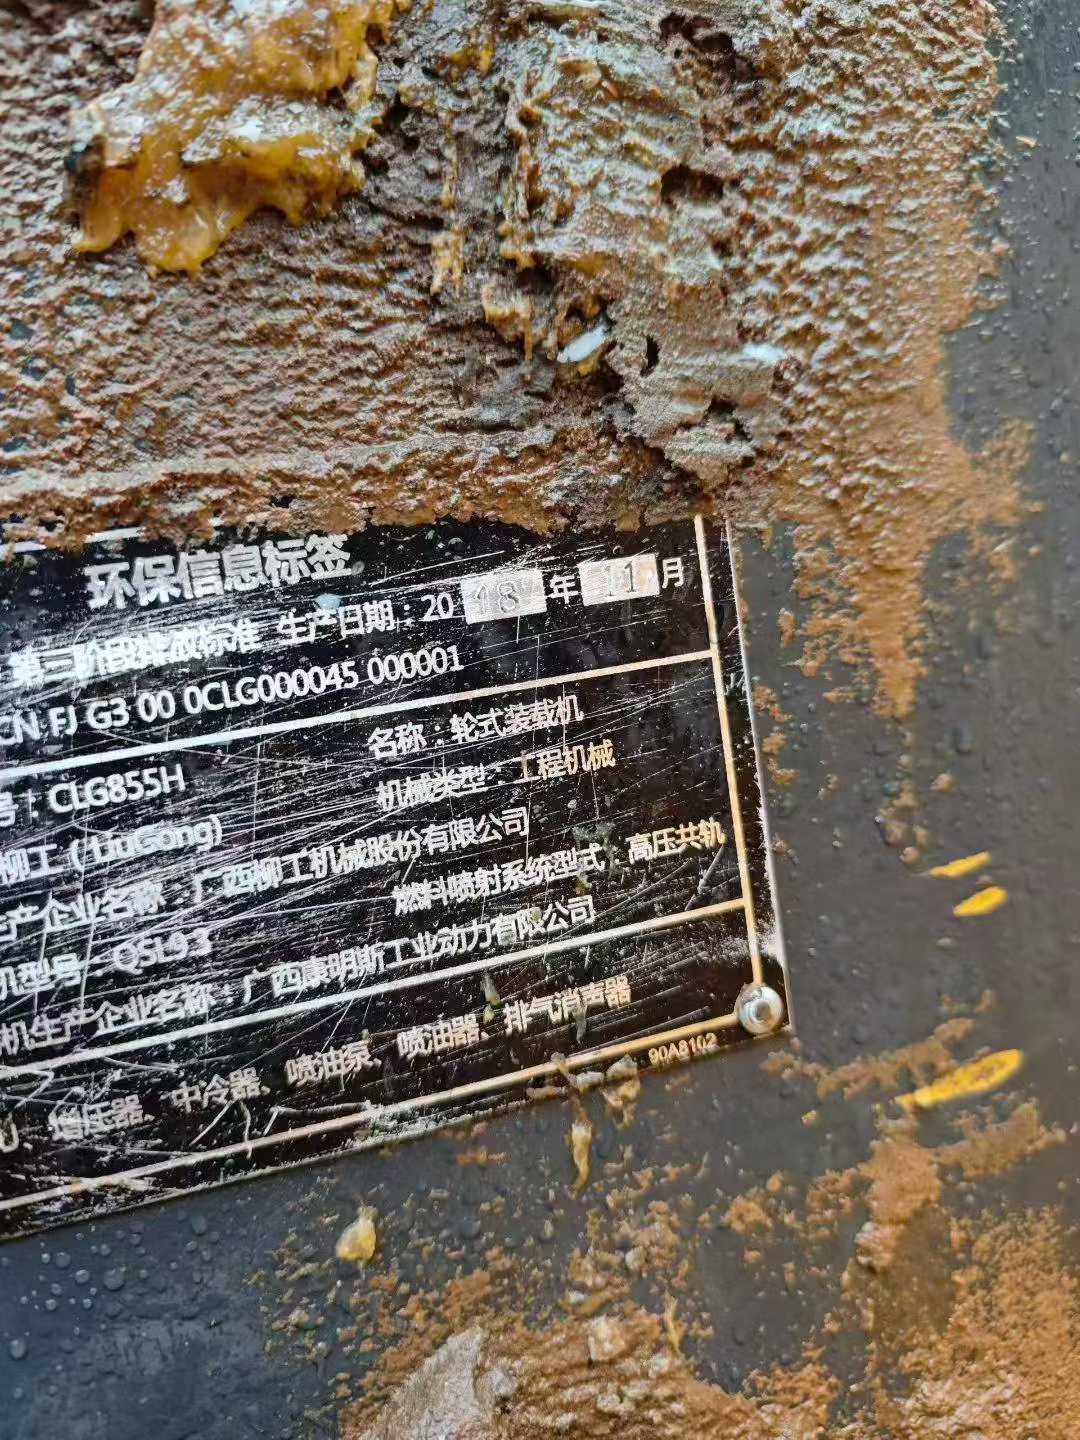 环保信息标签
第三阶段排放标准 生产日期：2018年11月
CN FJ G3 00 0CLG000045 000001
号：CLG855H 名称：轮式装载机
柳工（LiuGong) 机械类型：工程机械
产企业名称：广西柳工机械股份有限公司
机型号：QSL9.3 燃料喷射系统型式：高压共轨
机生产企业名称：广西康明斯工业动力有限公司
增压器、中冷器、喷油泵、喷油器、排气消声器
90A8102